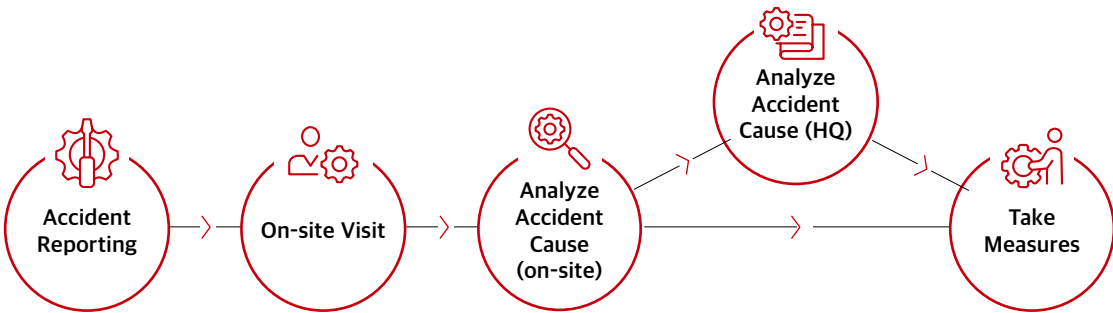 Accident
Reporting
On-site Visit
Analyze
Accident
Cause
(on-site)
Analyze
Accident
Cause (HQ)
Take
Measures